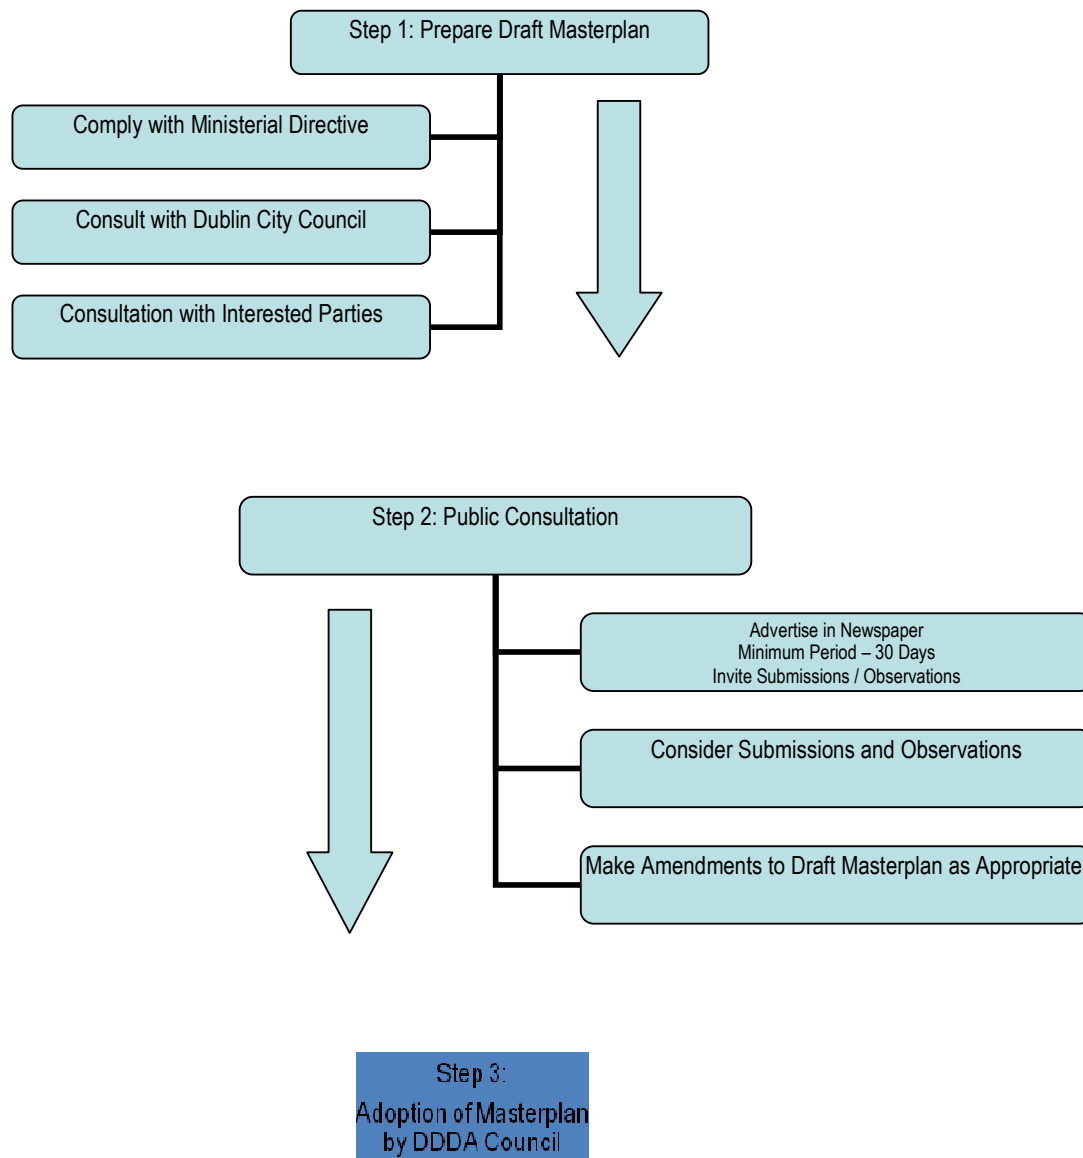 Step 1: Prepare Draft Masterplan
Comply with Ministerial Directive
Consult with Dublin City Council
Consultation with Interested Parties
Step 2: Public Consultation
Advertise in Newspaper
Minimum Period – 30 Days
Invite Submissions / Observations
Consider Submissions and Observations
Make Amendments to Draft Masterplan as Appropriate
Step 3:
Adoption of Masterplan
by DDDA Council